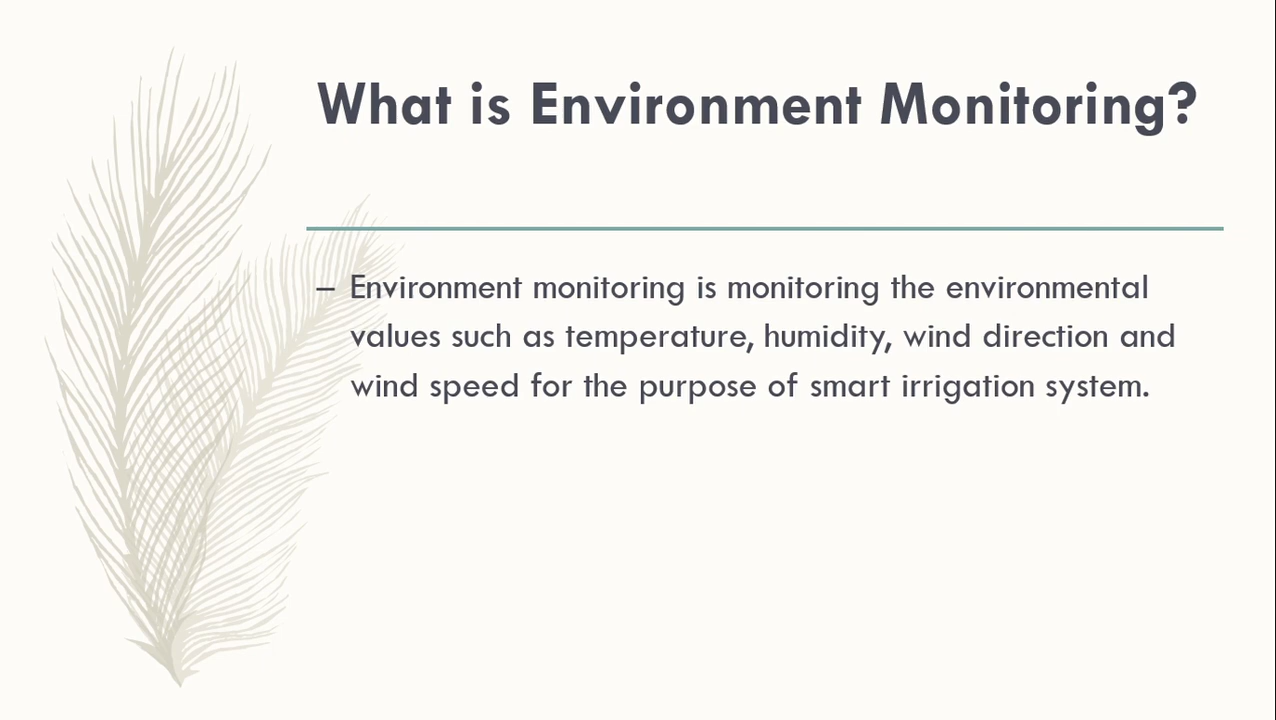 What is Environment Monitoring?
– Environment monitoring is monitoring the environmental
values such as temperature, humidity, wind direction and
wind speed for the purpose of smart irrigation system.